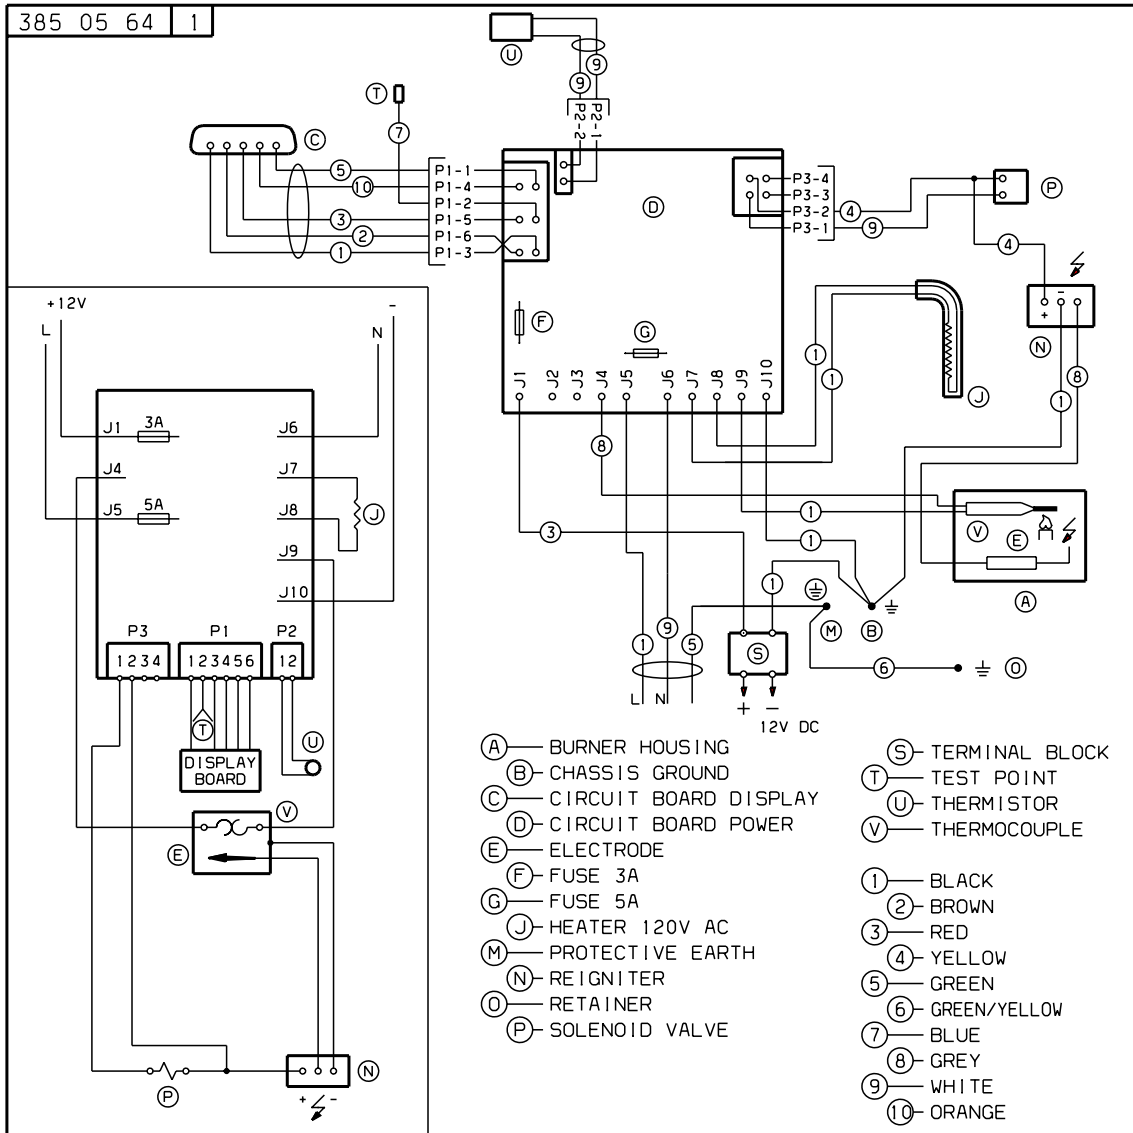 385 05 64 1
U
9
9
P2-2
P2-1
T
7
C
5
10
3
2
1
P1-1
P1-4
P1-2
P1-5
P1-6
P1-3
D
P3-4
P3-3
P3-2
P3-1
4
9
P
4
+
-
N
F
G
J1
J2
J3
J4
J5
J6
J7
J8
J9
J10
1
1
J
1
8
8
3
1
1
V
E
A
1
M
B
1
9
5
S
6
O
L N
+ -
12V DC
+12V
-
L
N
J1 3A
J4
J5 5A
J6
J7
J8
J9
J10
J
P3 P1 P2
1234 123456 12
T
U
DISPLAY
BOARD
V
E
P
N
+ -
A BURNER HOUSING
B CHASSIS GROUND
C CIRCUIT BOARD DISPLAY
D CIRCUIT BOARD POWER
E ELECTRODE
F FUSE 3A
G FUSE 5A
J HEATER 120V AC
M PROTECTIVE EARTH
N REIGNITER
O RETAINER
P SOLENOID VALVE
S TERMINAL BLOCK
T TEST POINT
U THERMISTOR
V THERMOCOUPLE
1 BLACK
2 BROWN
3 RED
4 YELLOW
5 GREEN
6 GREEN/YELLOW
7 BLUE
8 GREY
9 WHITE
10 ORANGE